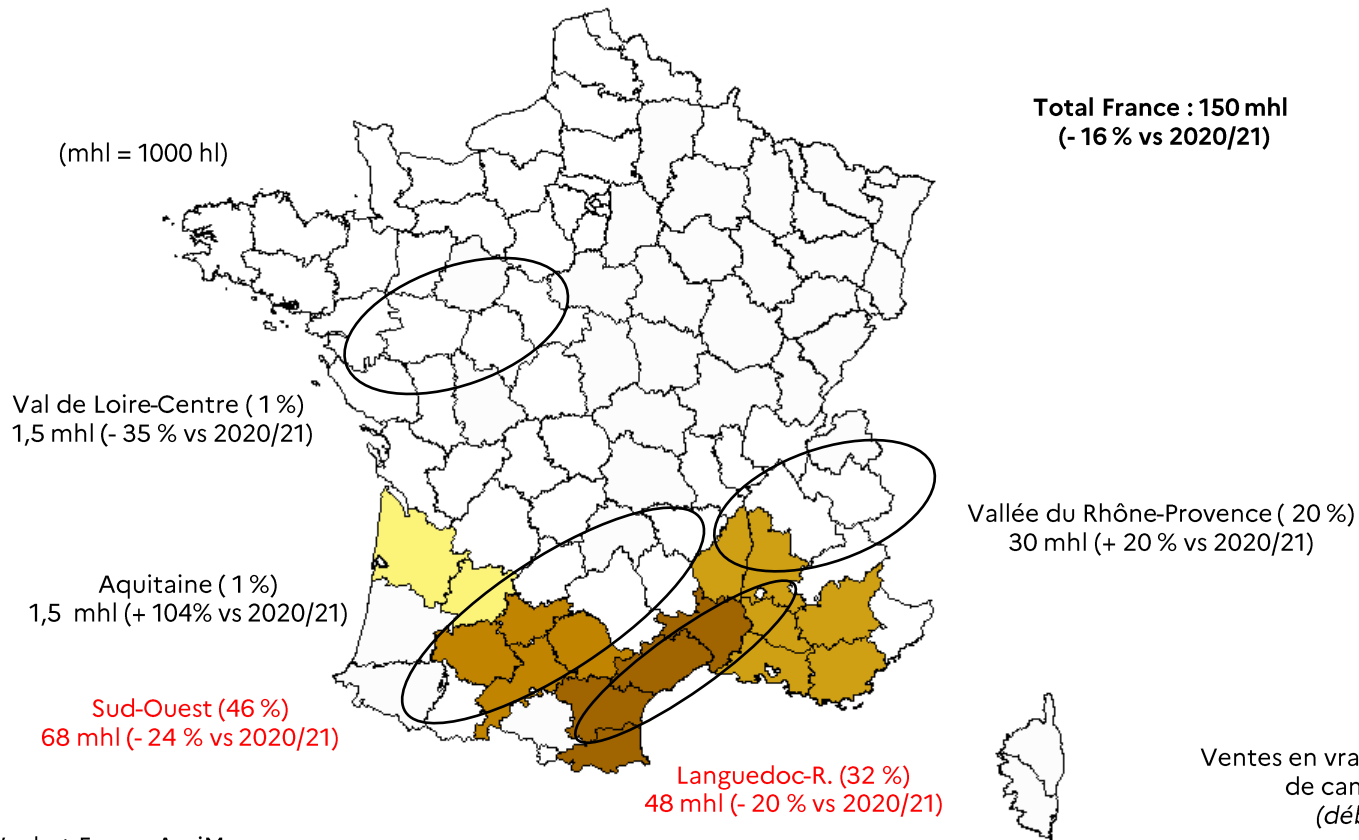 Total France : 150 mhl
(- 16 % vs 2020/21)
(mhl = 1000 hl)
Val de Loire-Centre ( 1 %)
1,5 mhl (- 35 % vs 2020/21)
Vallée du Rhône-Provence ( 20 %)
30 mhl (+ 20 % vs 2020/21)
Aquitaine ( 1 %)
1,5 mhl (+ 104% vs 2020/21)
Sud-Ouest (46 %)
68 mhl (- 24 % vs 2020/21)
Languedoc-R. (32 %)
48 mhl (- 20 % vs 2020/21)
Ventes en
de